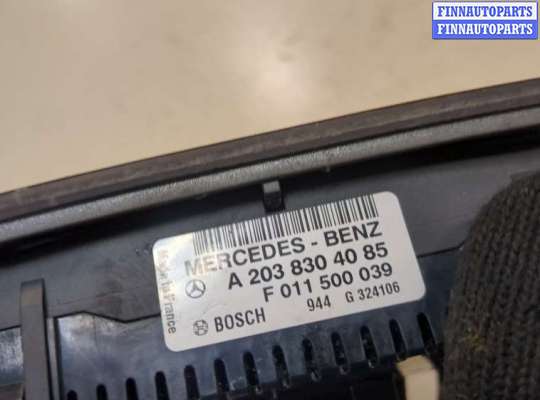 FINNAUTOPARTS
FINNAUTOPARTS
MERCEDES - BENZ
A 203 830 40 85
F 011 500 039
944 G 324106
BOSCH
Made In France